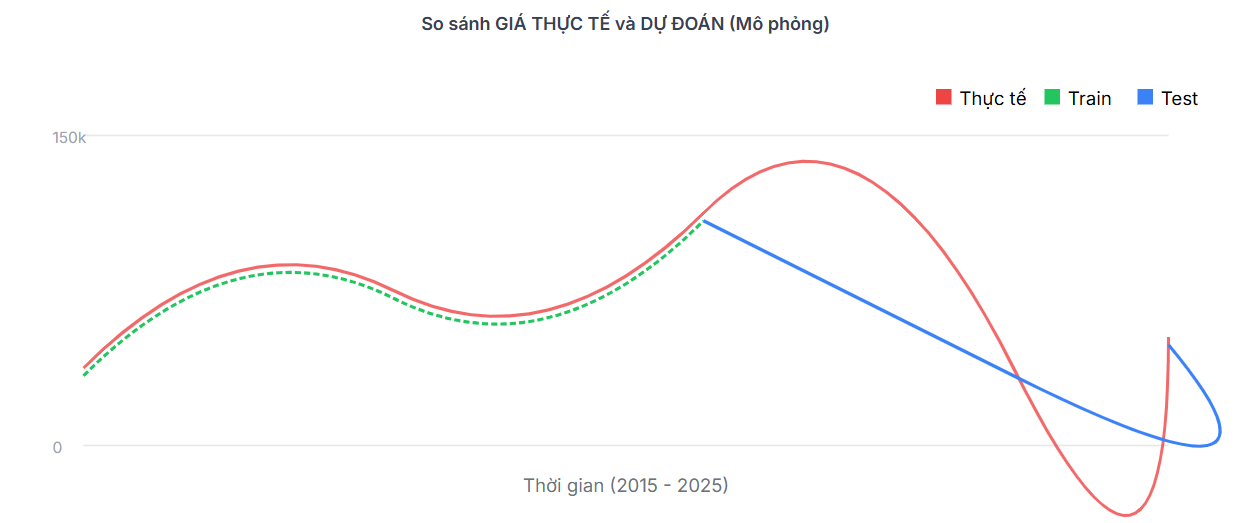 So sánh GIÁ THỰC TẾ và DỰ ĐOÁN (Mô phỏng)
Thực tế Train Test
150k
0
Thời gian (2015 - 2025)